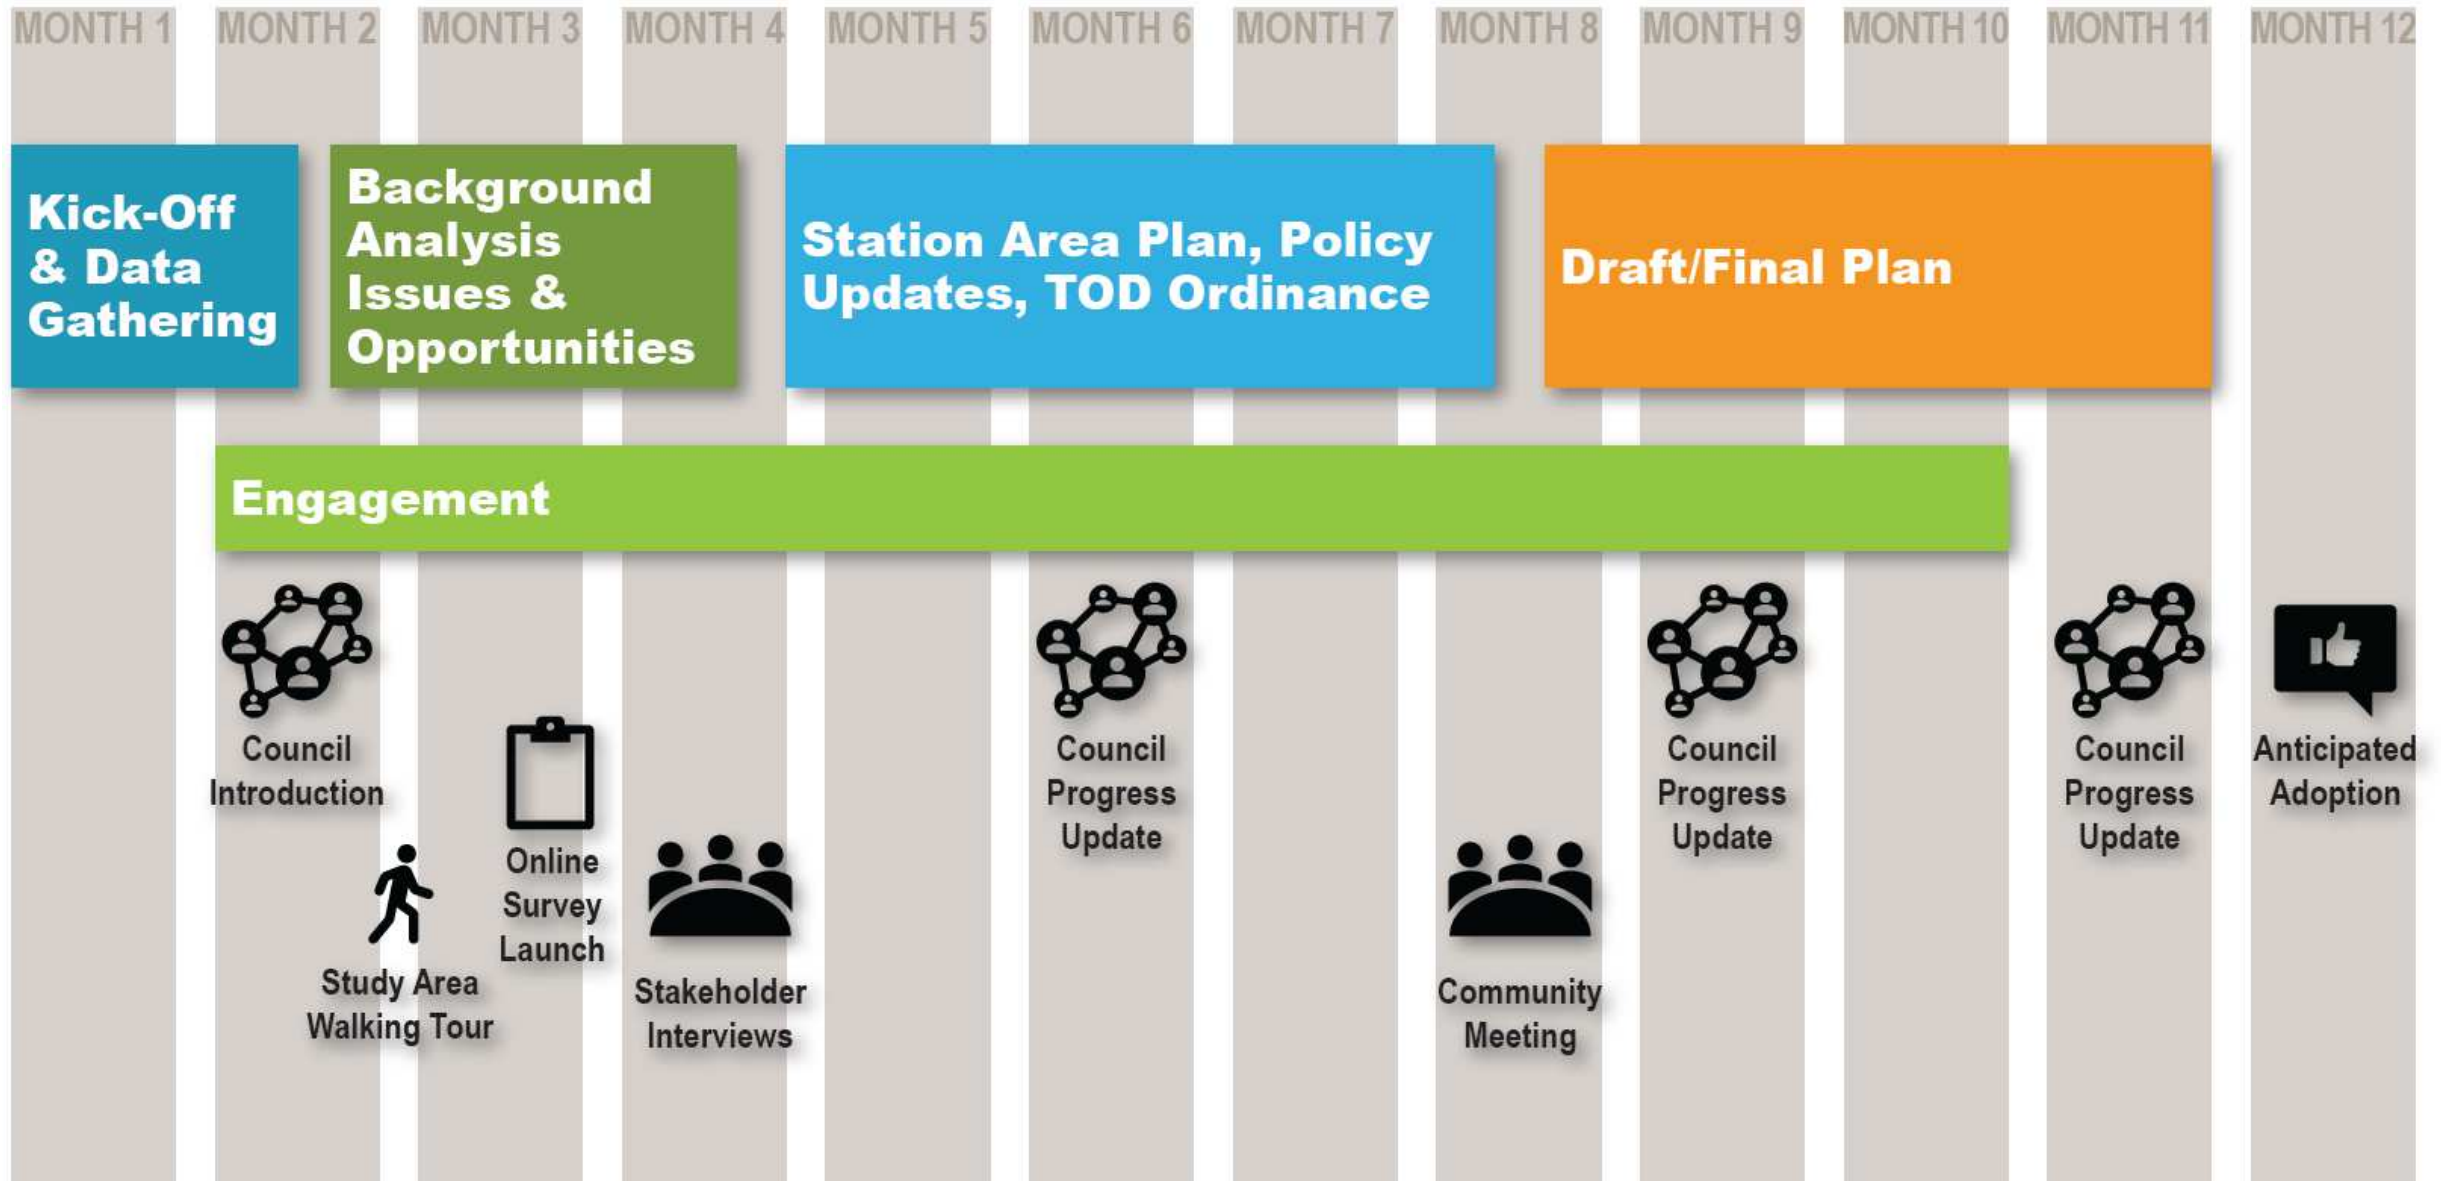 MONTH 1 MONTH 2 MONTH 3 MONTH 4 MONTH 5 MONTH 6 MONTH 7 MONTH 8 MONTH 9 MONTH 10 MONTH 11 MONTH 12
Kick-Off
& Data
Gathering
Background
Analysis
Issues &
Opportunities
Station Area Plan, Policy
Updates, TOD Ordinance
Draft/Final Plan
Engagement
Council
Introduction
Study Area
Walking Tour
Online
Survey
Launch
Stakeholder
Interviews
Council
Progress
Update
Community
Meeting
Council
Progress
Update
Council
Progress
Update
Anticipated
Adoption